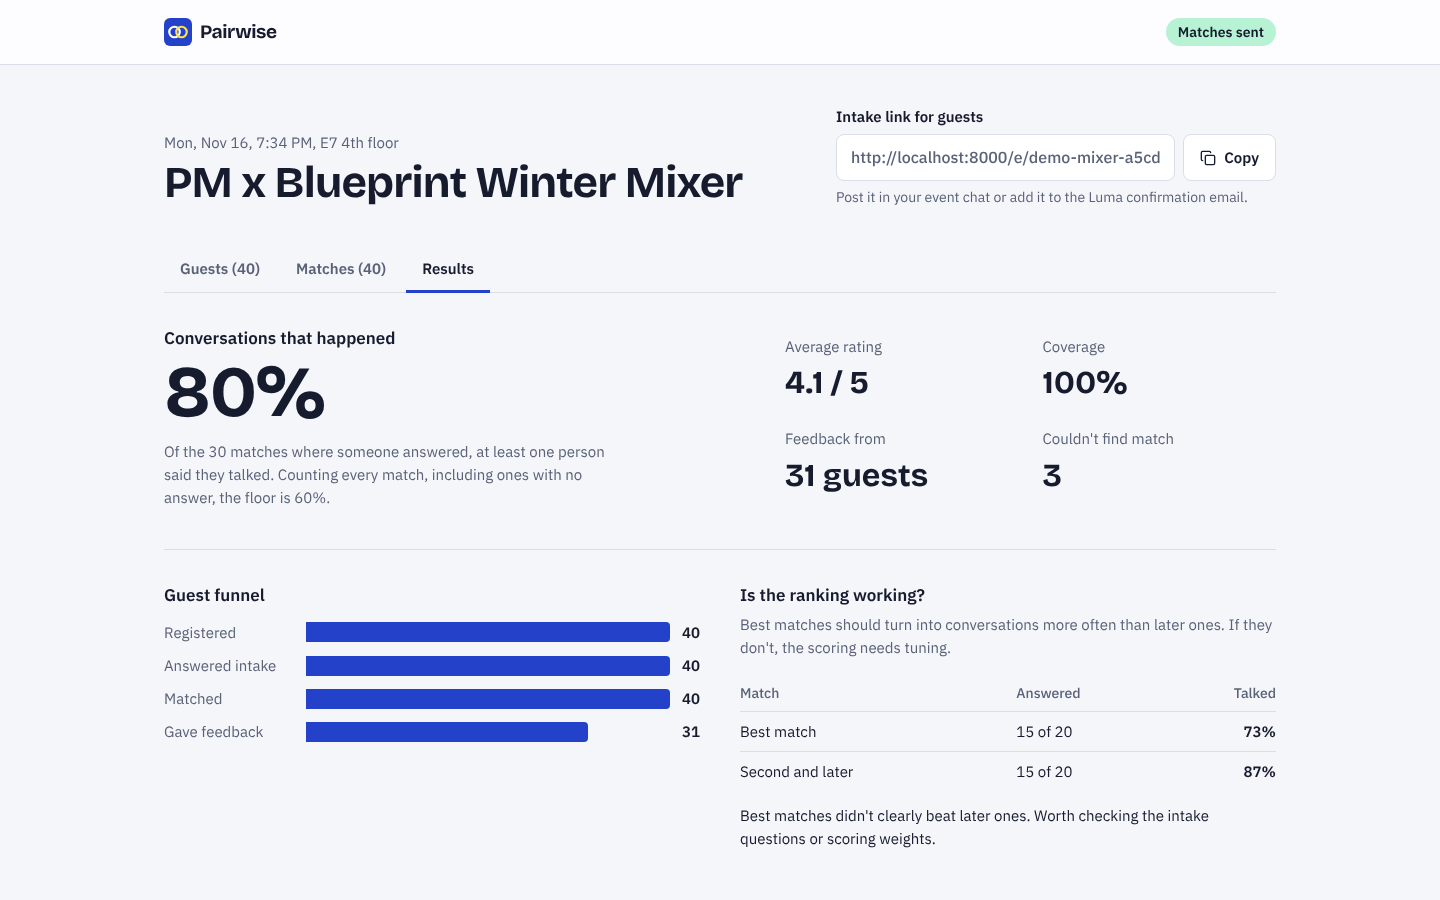 Pairwise
Matches sent
Mon, Nov 16, 7:34 PM, E7 4th floor
PM x Blueprint Winter Mixer
Intake link for guests
http://localhost:8000/e/demo-mixer-a5cd
Copy
Post it in your event chat or add it to the Luma confirmation email.
Guests (40)
Matches (40)
Results
Conversations that happened
80%
Of the 30 matches where someone answered, at least one person
said they talked. Counting every match, including ones with no
answer, the floor is 60%.
Average rating
4.1 / 5
Coverage
100%
Feedback from
31 guests
Couldn't find match
3
Guest funnel
Registered 40
Answered intake 40
Matched 40
Gave feedback 31
Is the ranking working?
Best matches should turn into conversations more often than later ones. If they
don't, the scoring needs tuning.
Match Answered Talked
Best match 15 of 20 73%
Second and later 15 of 20 87%
Best matches didn't clearly beat later ones. Worth checking the intake
questions or scoring weights.